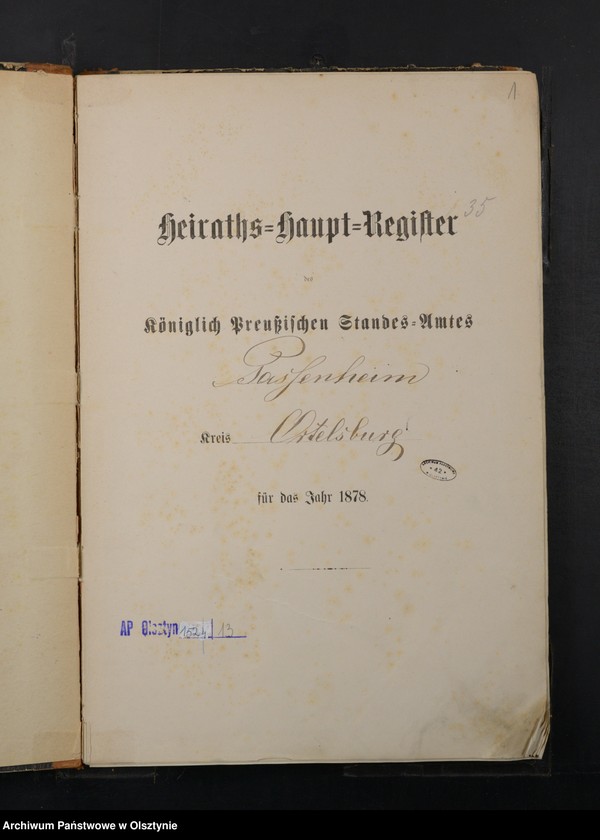 1
Heiraths=Haupt=Register
35
des
Königlich Preußischen Standes=Amtes
Passenheim
Kreis Ortelsburg
42
für das Jahr 1878.
AP Olsztyn 1524 | 13
Archiwum Państwowe w Olsztynie